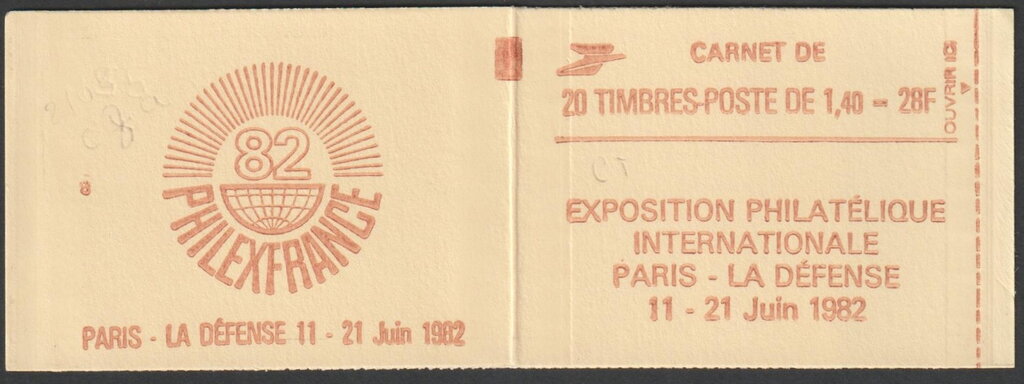 82
PHILEXFRANCE
8
PARIS - LA DÉFENSE 11 - 21 Juin 1982
CARNET DE
20 TIMBRES-POSTE DE 1,40 - 28F
OUVRIR ICI
EXPOSITION PHILATÉLIQUE
INTERNATIONALE
PARIS - LA DÉFENSE
11 - 21 Juin 1982